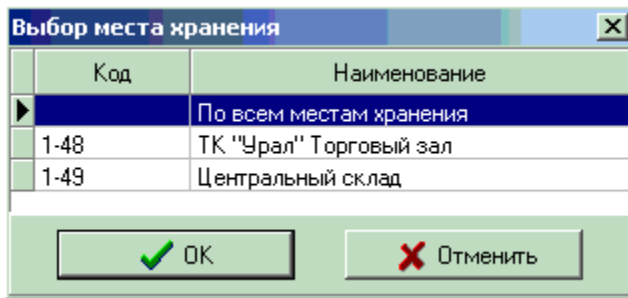 Выбор места хранения
Код Наименование
По всем местам хранения
1-48 ТК "Урал" Торговый зал
1-49 Центральный склад
OK Отменить